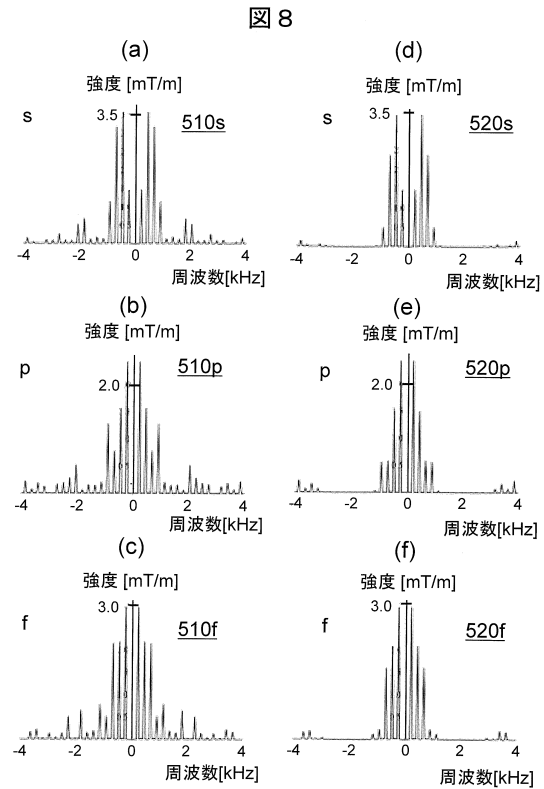 図８
(a)
強度 [mT/m]
s
3.5
510s
-4 -2 0 2 4
周波数[kHz]
(d)
強度 [mT/m]
s
3.5
520s
-4 -2 0 2 4
周波数[kHz]
(b)
強度 [mT/m]
p
2.0
510p
-4 -2 0 2 4
周波数[kHz]
(e)
強度 [mT/m]
p
2.0
520p
-4 -2 0 2 4
周波数[kHz]
(c)
強度 [mT/m]
f
3.0
510f
-4 -2 0 2 4
周波数[kHz]
(f)
強度 [mT/m]
f
3.0
520f
-4 -2 0 2 4
周波数[kHz]